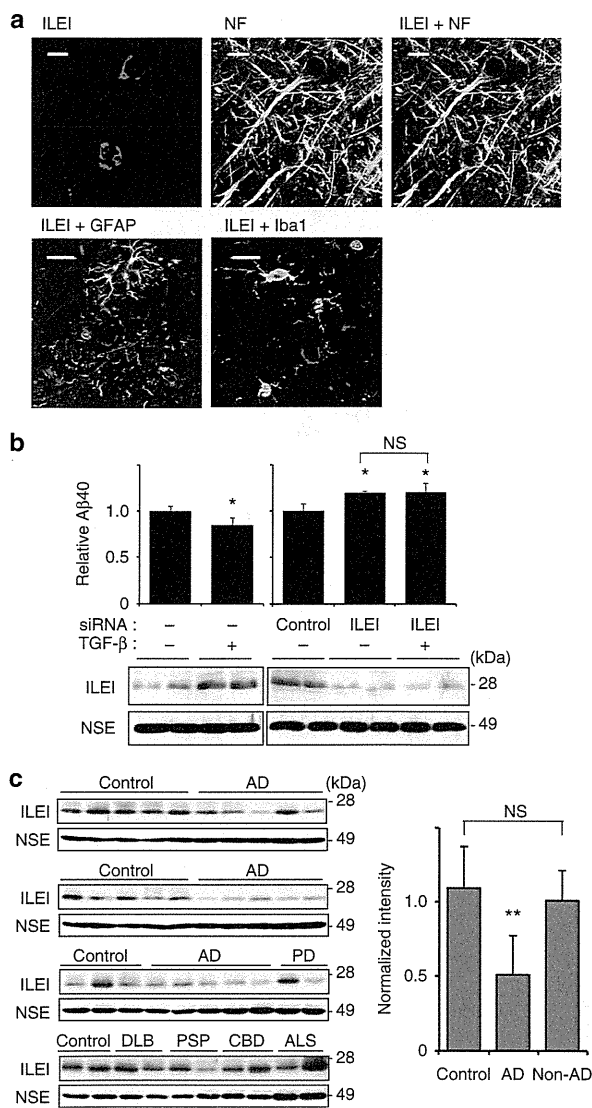 a
ILEI NF ILEI + NF
ILEI + GFAP ILEI + Iba1
b
NS
* * *
Relative Aβ40
1.0
0.5
0
siRNA : – – Control ILEI ILEI
TGF-β : – + – – +
(kDa)
ILEI - 28
NSE - 49
c
Control AD (kDa)
ILEI - 28
NSE - 49
Control AD
ILEI - 28
NSE - 49
Control AD PD
ILEI - 28
NSE - 49
Control DLB PSP CBD ALS
ILEI - 28
NSE - 49
NS
**
Normalized intensity
1.0
0.5
0
Control AD Non-AD